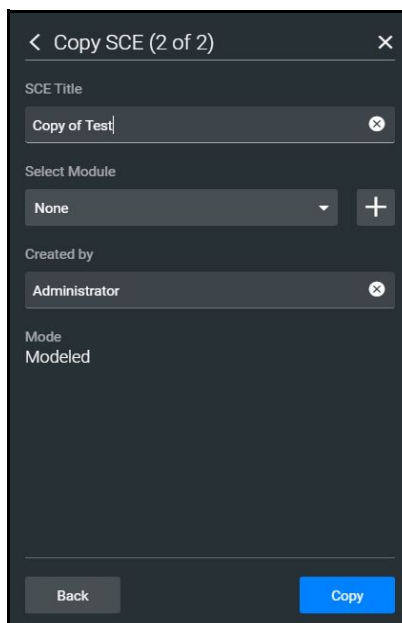 Copy SCE (2 of 2)
SCE Title
Copy of Test
Select Module
None
Created by
Administrator
Mode
Modeled
Back Copy